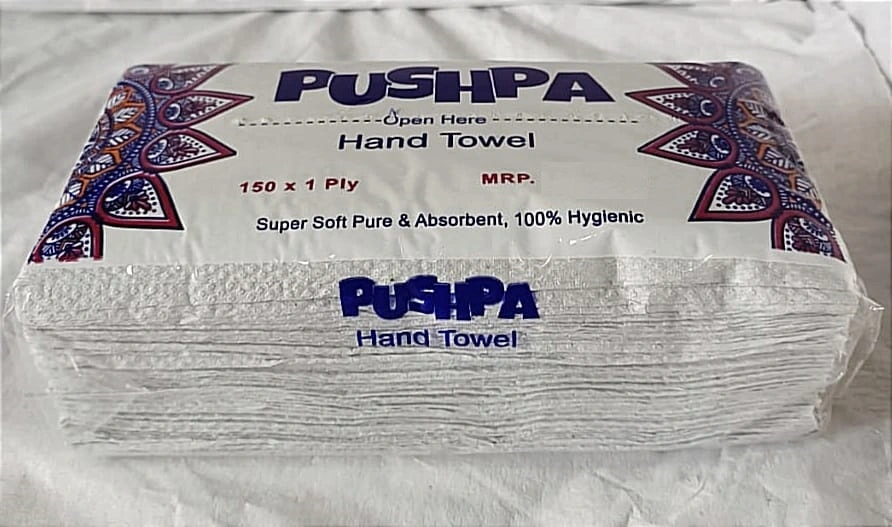 PUSHPA
Open Here
Hand Towel
150 x 1 Ply MRP.
Super Soft Pure & Absorbent, 100% Hygienic
PUSHPA
Hand Towel